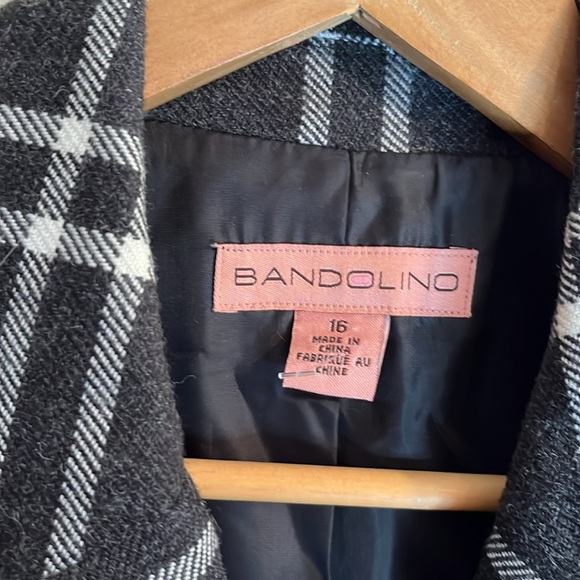 BANDOLINO
16
MADE IN
CHINA
FABRIQUÉ AU
CHINE